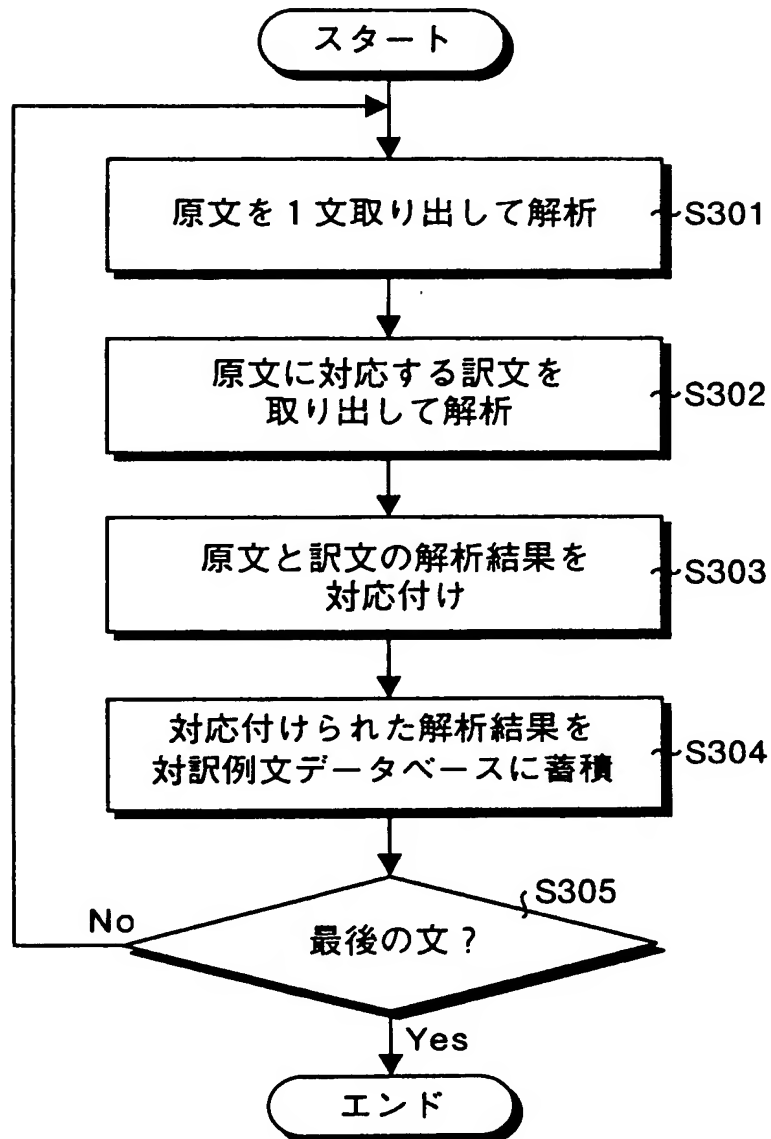 スタート
原文を１文取り出して解析
S301
原文に対応する訳文を
取り出して解析
S302
原文と訳文の解析結果を
対応付け
S303
対応付けられた解析結果を
対訳例文データベースに蓄積
S304
S305
No
最後の文？
Yes
エンド